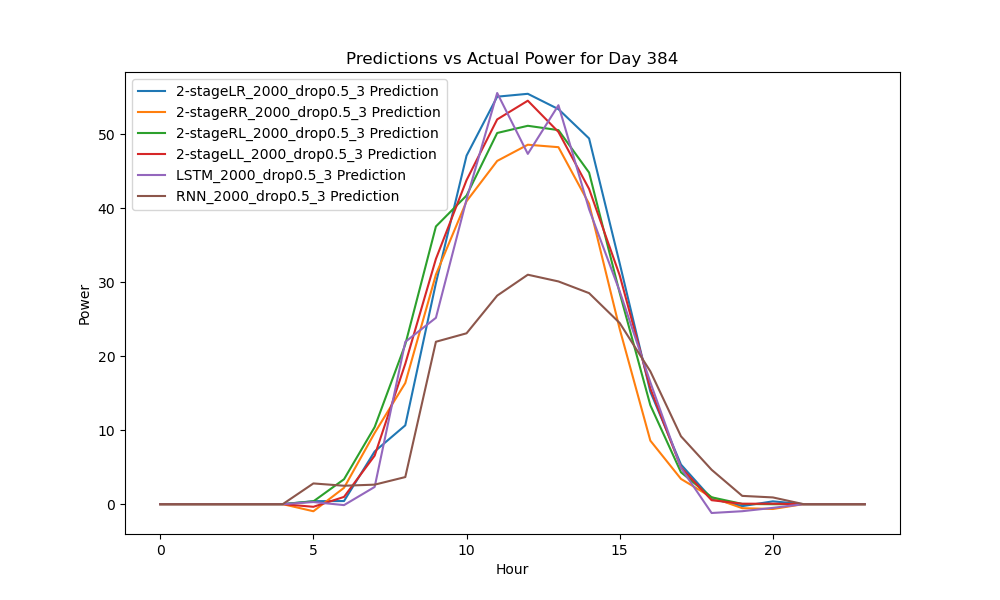 Predictions vs Actual Power for Day 384
2-stageLR_2000_drop0.5_3 Prediction
2-stageRR_2000_drop0.5_3 Prediction
2-stageRL_2000_drop0.5_3 Prediction
2-stageLL_2000_drop0.5_3 Prediction
LSTM_2000_drop0.5_3 Prediction
RNN_2000_drop0.5_3 Prediction
Power
50
40
30
20
10
0
0 5 10 15 20
Hour